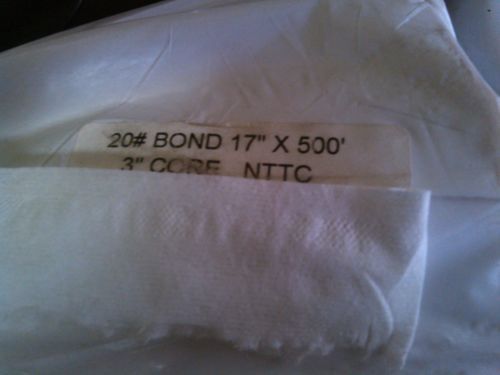 20# BOND 17" X 500'
3" CORE NTTC